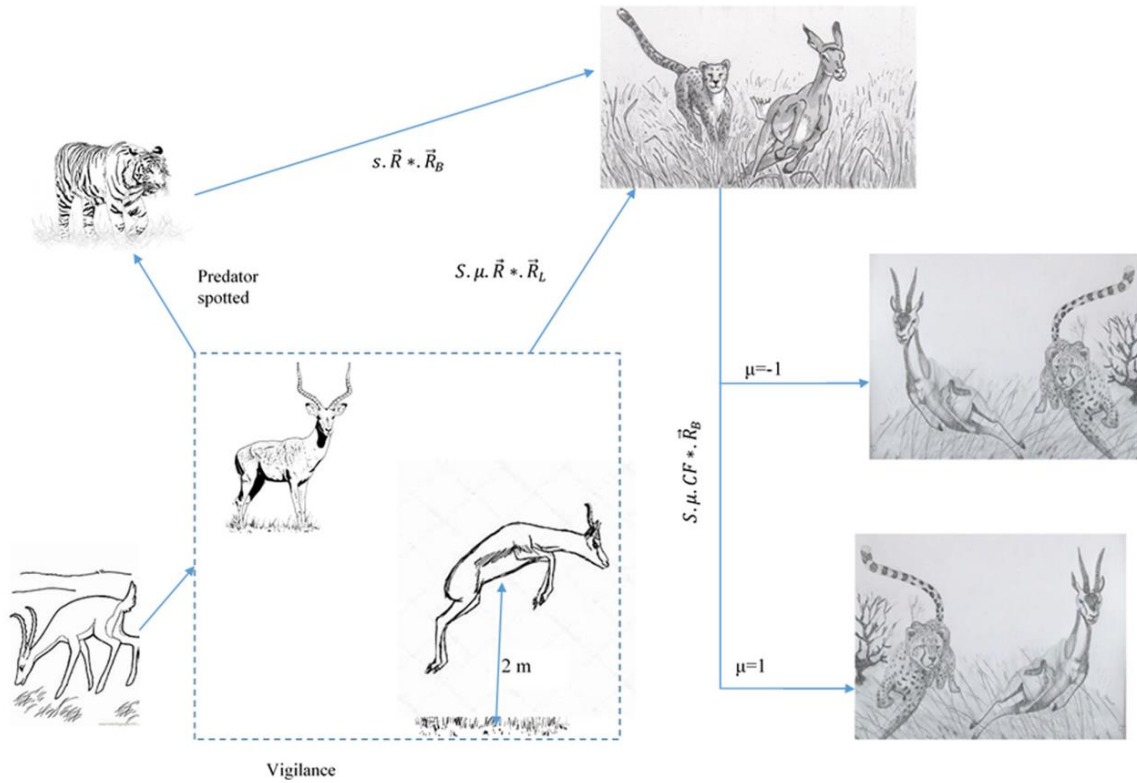 s. R⃗ *. R⃗_B
Predator
spotted
S. μ. R⃗ *. R⃗_L
μ=-1
S. μ. CF *. R⃗_B
2 m
μ=1
Vigilance